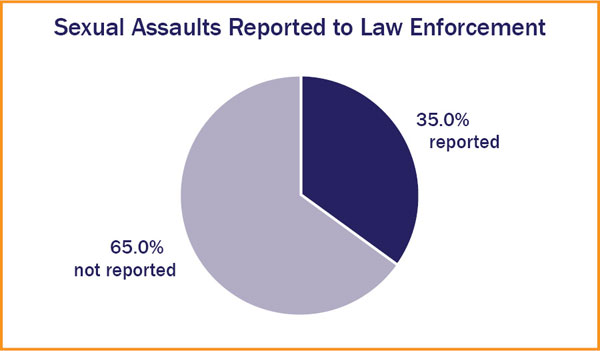 Sexual Assaults Reported to Law Enforcement
35.0%
reported
65.0%
not reported